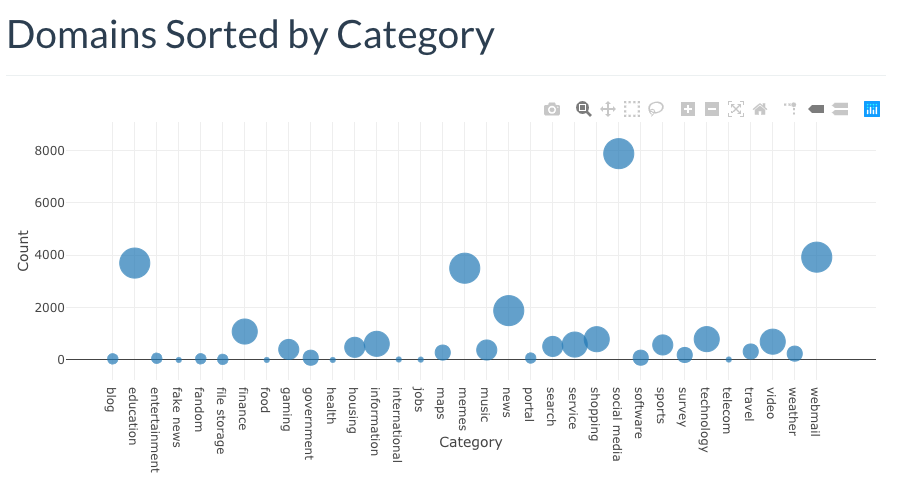 Domains Sorted by Category
8000
6000
4000
2000
0
Count
blog
education
entertainment
fake news
fandom
file storage
finance
food
gaming
government
health
housing
information
international
jobs
maps
memes
music
news
portal
search
service
shopping
social media
software
sports
survey
technology
telecom
travel
video
weather
webmail
Category